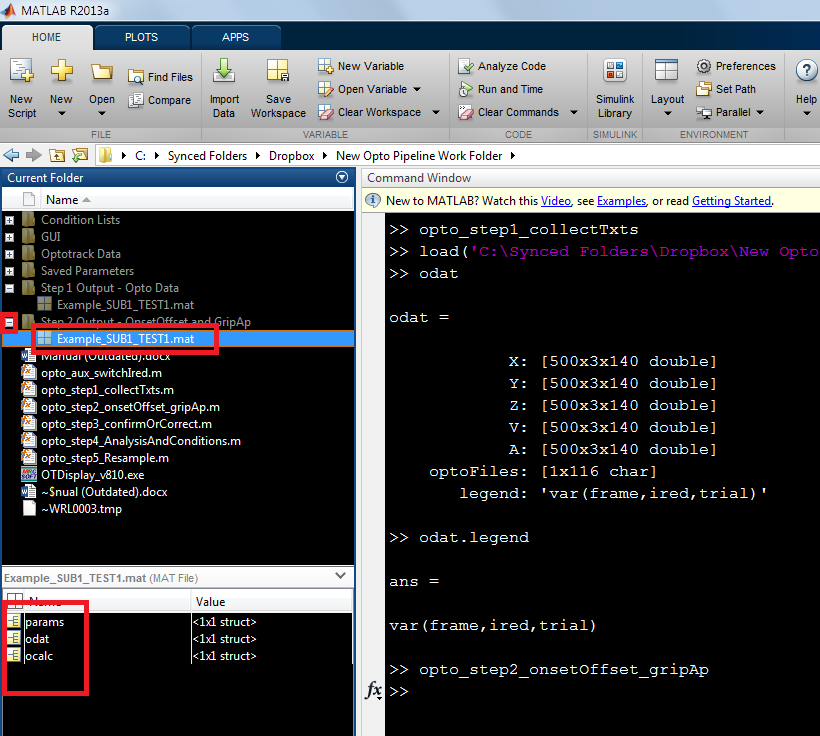 MATLAB R2013a
HOME PLOTS APPS
New Script
New
Open
Find Files
Compare
Import Data
Save Workspace
New Variable
Open Variable
Clear Workspace
Analyze Code
Run and Time
Clear Commands
Simulink Library
Layout
Preferences
Set Path
Parallel
Help
FILE VARIABLE CODE SIMULINK ENVIRONMENT
C: Synced Folders Dropbox New Opto Pipeline Work Folder
Current Folder
Name
Condition Lists
GUI
Optotrack Data
Saved Parameters
Step 1 Output - Opto Data
Example_SUB1_TEST1.mat
Step 2 Output - OnsetOffset and GripAp
Example_SUB1_TEST1.mat
Manual (Outdated).docx
opto_aux_switchIred.m
opto_step1_collectTxts.m
opto_step2_onsetOffset_gripAp.m
opto_step3_confirmOrCorrect.m
opto_step4_AnalysisAndConditions.m
opto_step5_Resample.m
OTDisplay_v810.exe
~$nual (Outdated).docx
~WRL0003.tmp
Example_SUB1_TEST1.mat (MAT File)
Name Value
params <1x1 struct>
odat <1x1 struct>
ocalc <1x1 struct>
Command Window
New to MATLAB? Watch this Video, see Examples, or read Getting Started.
>> opto_step1_collectTxts
>> load('C:\Synced Folders\Dropbox\New Opto
>> odat
odat =
X: [500x3x140 double]
Y: [500x3x140 double]
Z: [500x3x140 double]
V: [500x3x140 double]
A: [500x3x140 double]
optoFiles: [1x116 char]
legend: 'var(frame,ired,trial)'
>> odat.legend
ans =
var(frame,ired,trial)
>> opto_step2_onsetOffset_gripAp
fx >>